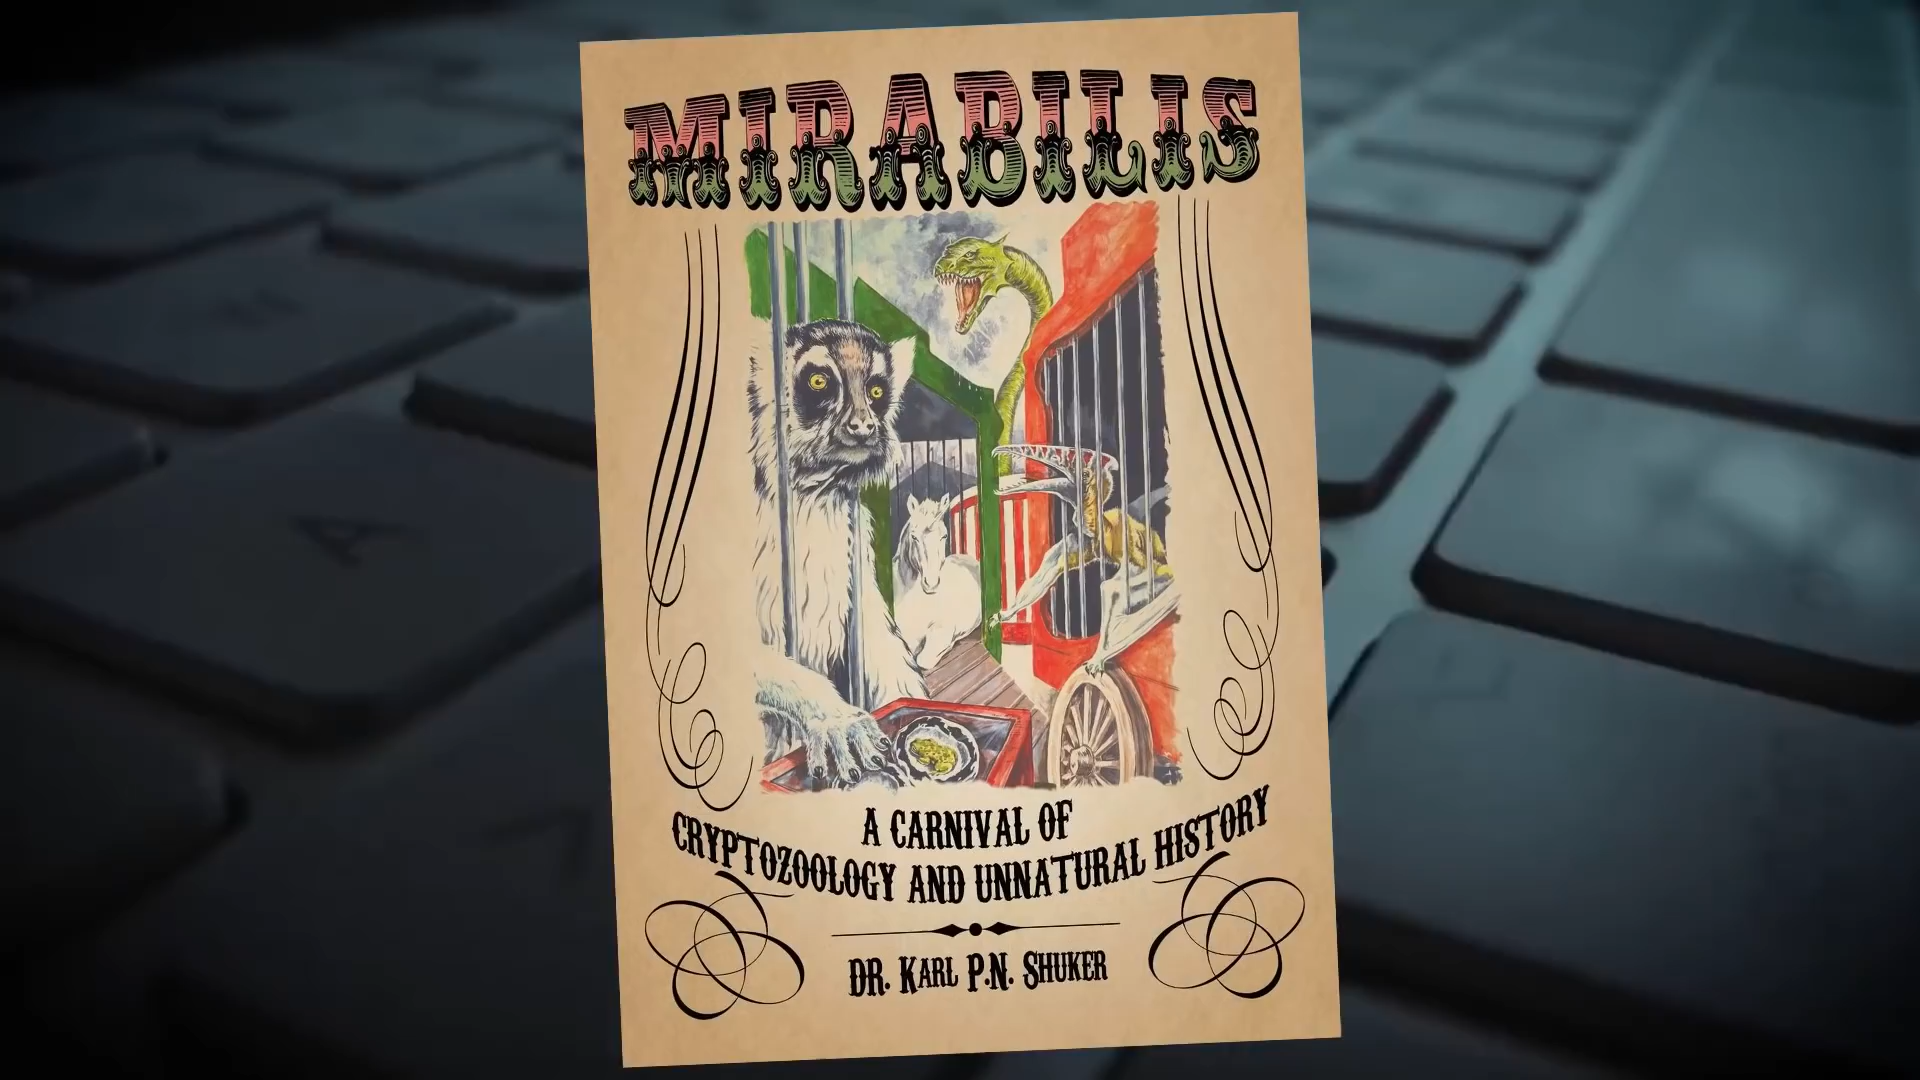 MIRABILIS
A CARNIVAL OF
CRYPTOZOOLOGY AND UNNATURAL HISTORY
DR. KARL P.N. SHUKER
A